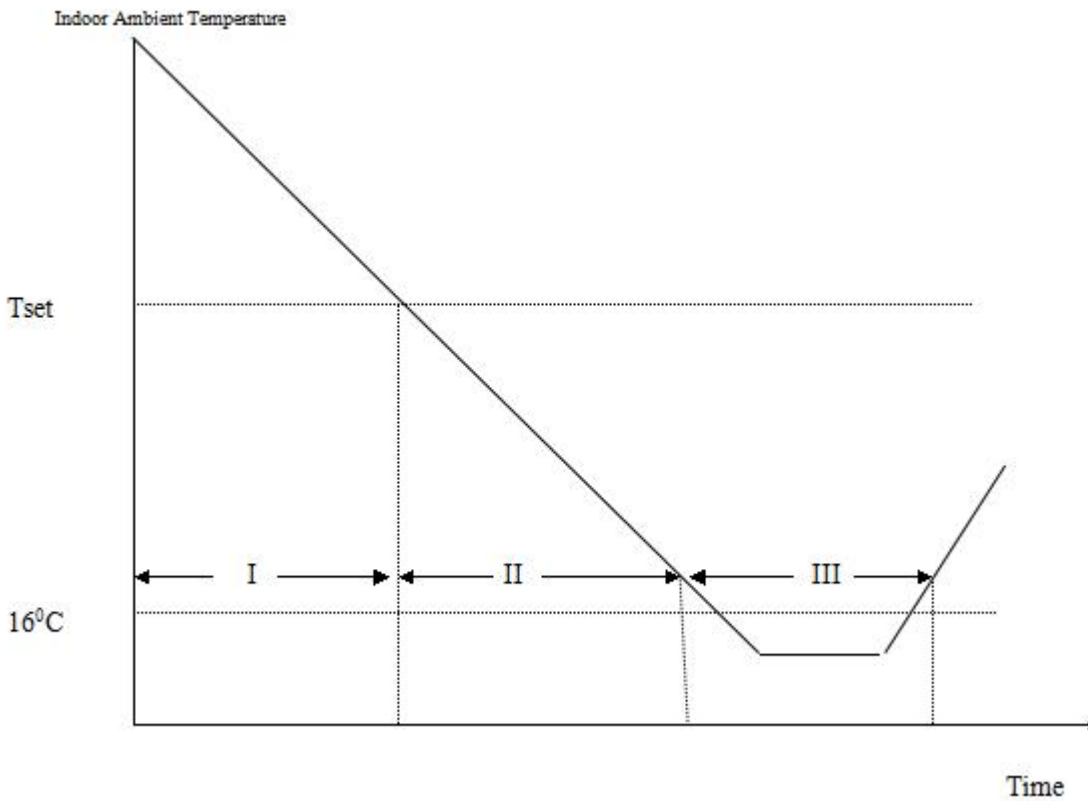 Indoor Ambient Temperature
Tset
I
II
III
16⁰C
Time